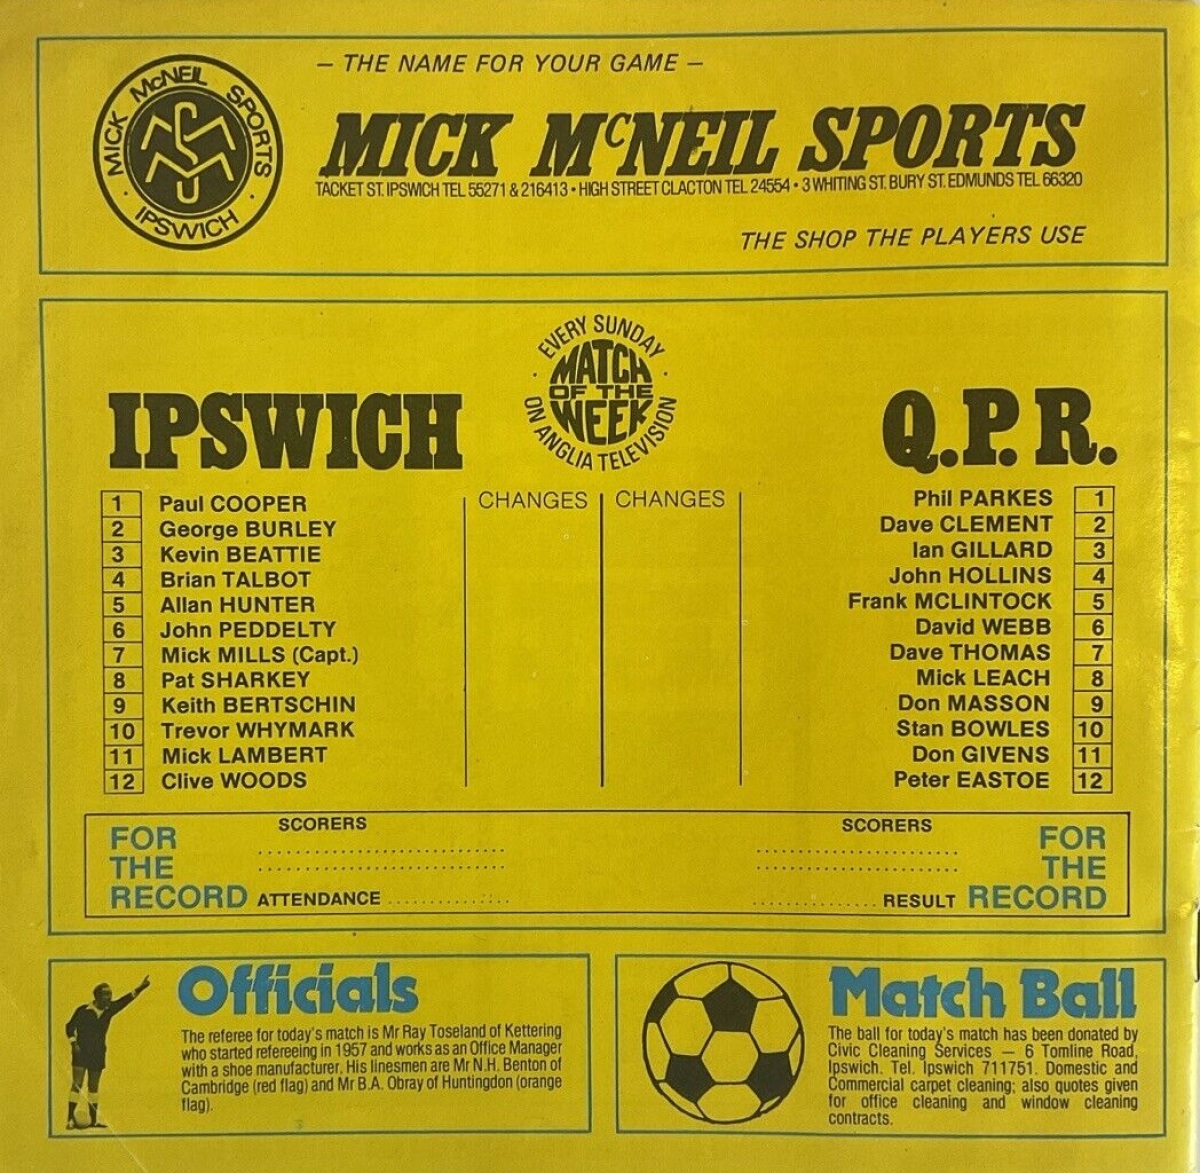 — THE NAME FOR YOUR GAME —
MICK McNEIL SPORTS
IPSWICH
MICK McNEIL SPORTS
TACKET ST. IPSWICH TEL 55271 & 216413 • HIGH STREET CLACTON TEL 24554 • 3 WHITING ST. BURY ST. EDMUNDS TEL 66320
THE SHOP THE PLAYERS USE
EVERY SUNDAY
MATCH
OF THE
WEEK
ON ANGLIA TELEVISION
IPSWICH
Q.P.R.
CHANGES CHANGES
1 Paul COOPER
2 George BURLEY
3 Kevin BEATTIE
4 Brian TALBOT
5 Allan HUNTER
6 John PEDDELTY
7 Mick MILLS (Capt.)
8 Pat SHARKEY
9 Keith BERTSCHIN
10 Trevor WHYMARK
11 Mick LAMBERT
12 Clive WOODS
Phil PARKES 1
Dave CLEMENT 2
Ian GILLARD 3
John HOLLINS 4
Frank MCLINTOCK 5
David WEBB 6
Dave THOMAS 7
Mick LEACH 8
Don MASSON 9
Stan BOWLES 10
Don GIVENS 11
Peter EASTOE 12
FOR
THE
RECORD
SCORERS
ATTENDANCE
SCORERS
RESULT
FOR
THE
RECORD
Officials
The referee for today's match is Mr Ray Toseland of Kettering
who started refereeing in 1957 and works as an Office Manager
with a shoe manufacturer. His linesmen are Mr N.H. Benton of
Cambridge (red flag) and Mr B.A. Obray of Huntingdon (orange
flag).
Match Ball
The ball for today's match has been donated by
Civic Cleaning Services — 6 Tomline Road,
Ipswich. Tel. Ipswich 711751. Domestic and
Commercial carpet cleaning; also quotes given
for office cleaning and window cleaning
contracts.